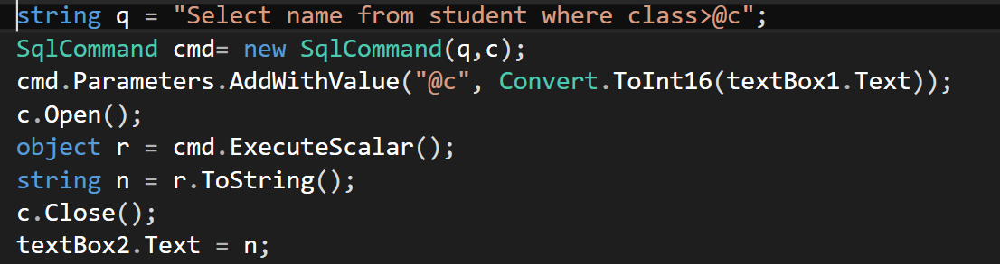 string q = "Select name from student where class>@c";
SqlCommand cmd= new SqlCommand(q,c);
cmd.Parameters.AddWithValue("@c", Convert.ToInt16(textBox1.Text));
c.Open();
object r = cmd.ExecuteScalar();
string n = r.ToString();
c.Close();
textBox2.Text = n;